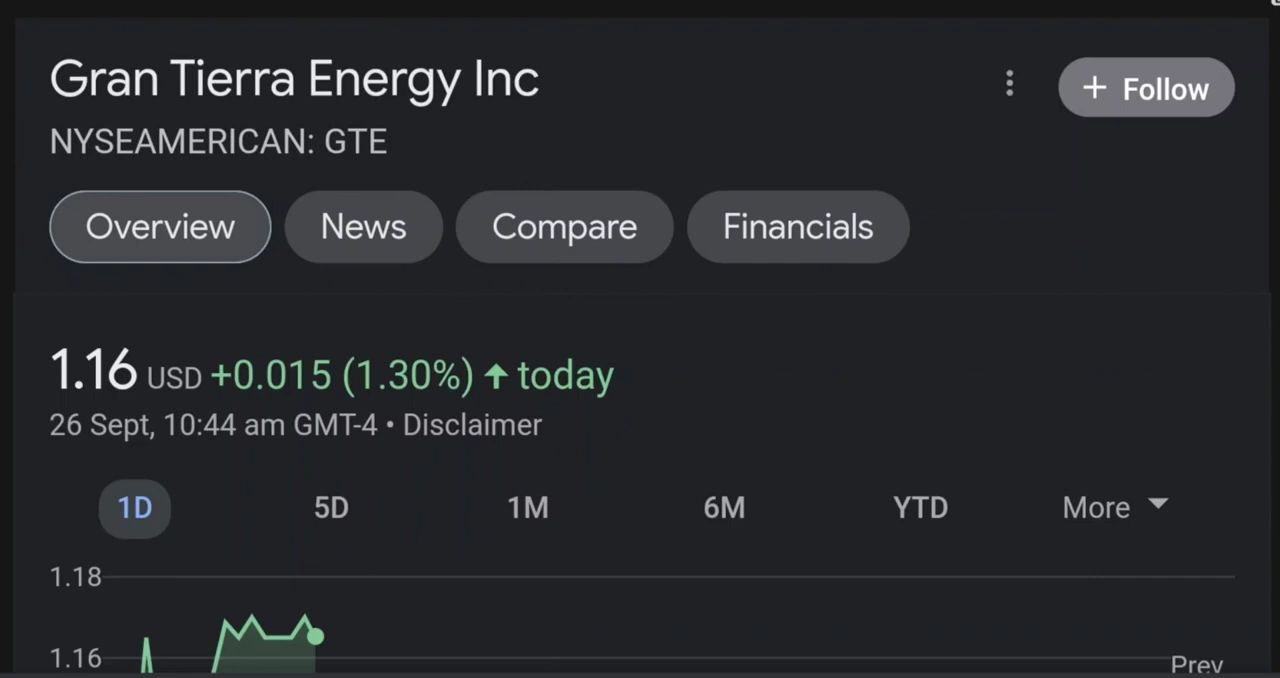 Gran Tierra Energy Inc
+ Follow
NYSEAMERICAN: GTE
Overview News Compare Financials
1.16 USD +0.015 (1.30%) ↑ today
26 Sept, 10:44 am GMT-4 • Disclaimer
1D 5D 1M 6M YTD More
1.18
1.16
Prev